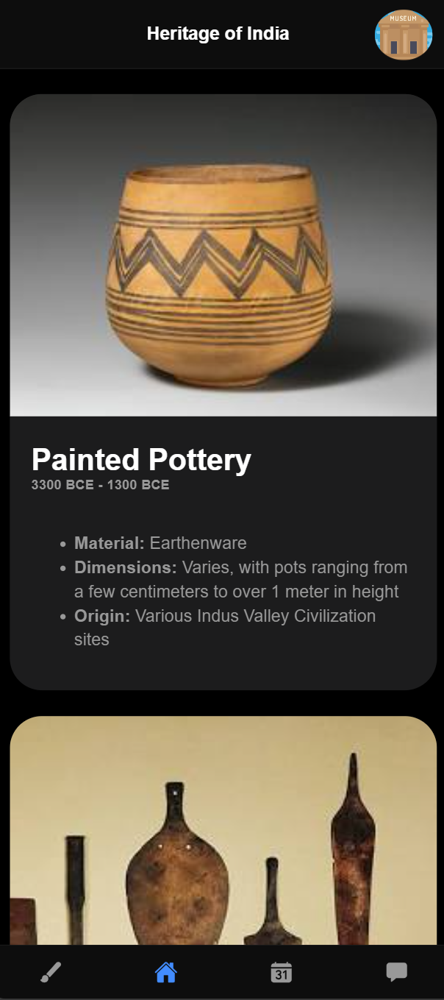 Heritage of India
MUSEUM
Painted Pottery
3300 BCE - 1300 BCE
Material: Earthenware
Dimensions: Varies, with pots ranging from
a few centimeters to over 1 meter in height
Origin: Various Indus Valley Civilization
sites
31